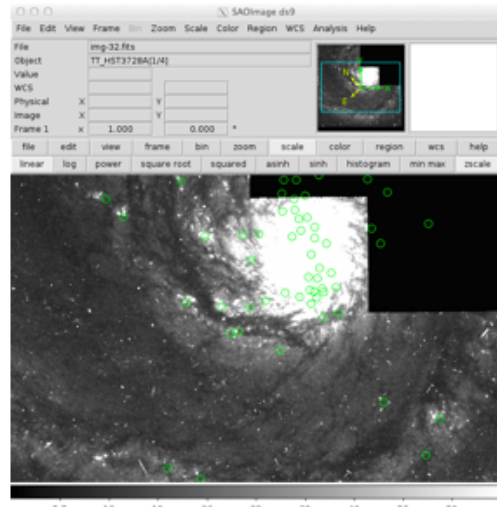 SAOImage ds9
File Edit View Frame Bin Zoom Scale Color Region WCS Analysis Help
File img-32.fits
Object TT_HST3728A[1/4]
Value
WCS
Physical X Y
Image X Y
Frame 1 x 1.000 0.000 °
file edit view frame bin zoom scale color region wcs help
linear log power square root squared asinh sinh histogram min max zscale
N
E